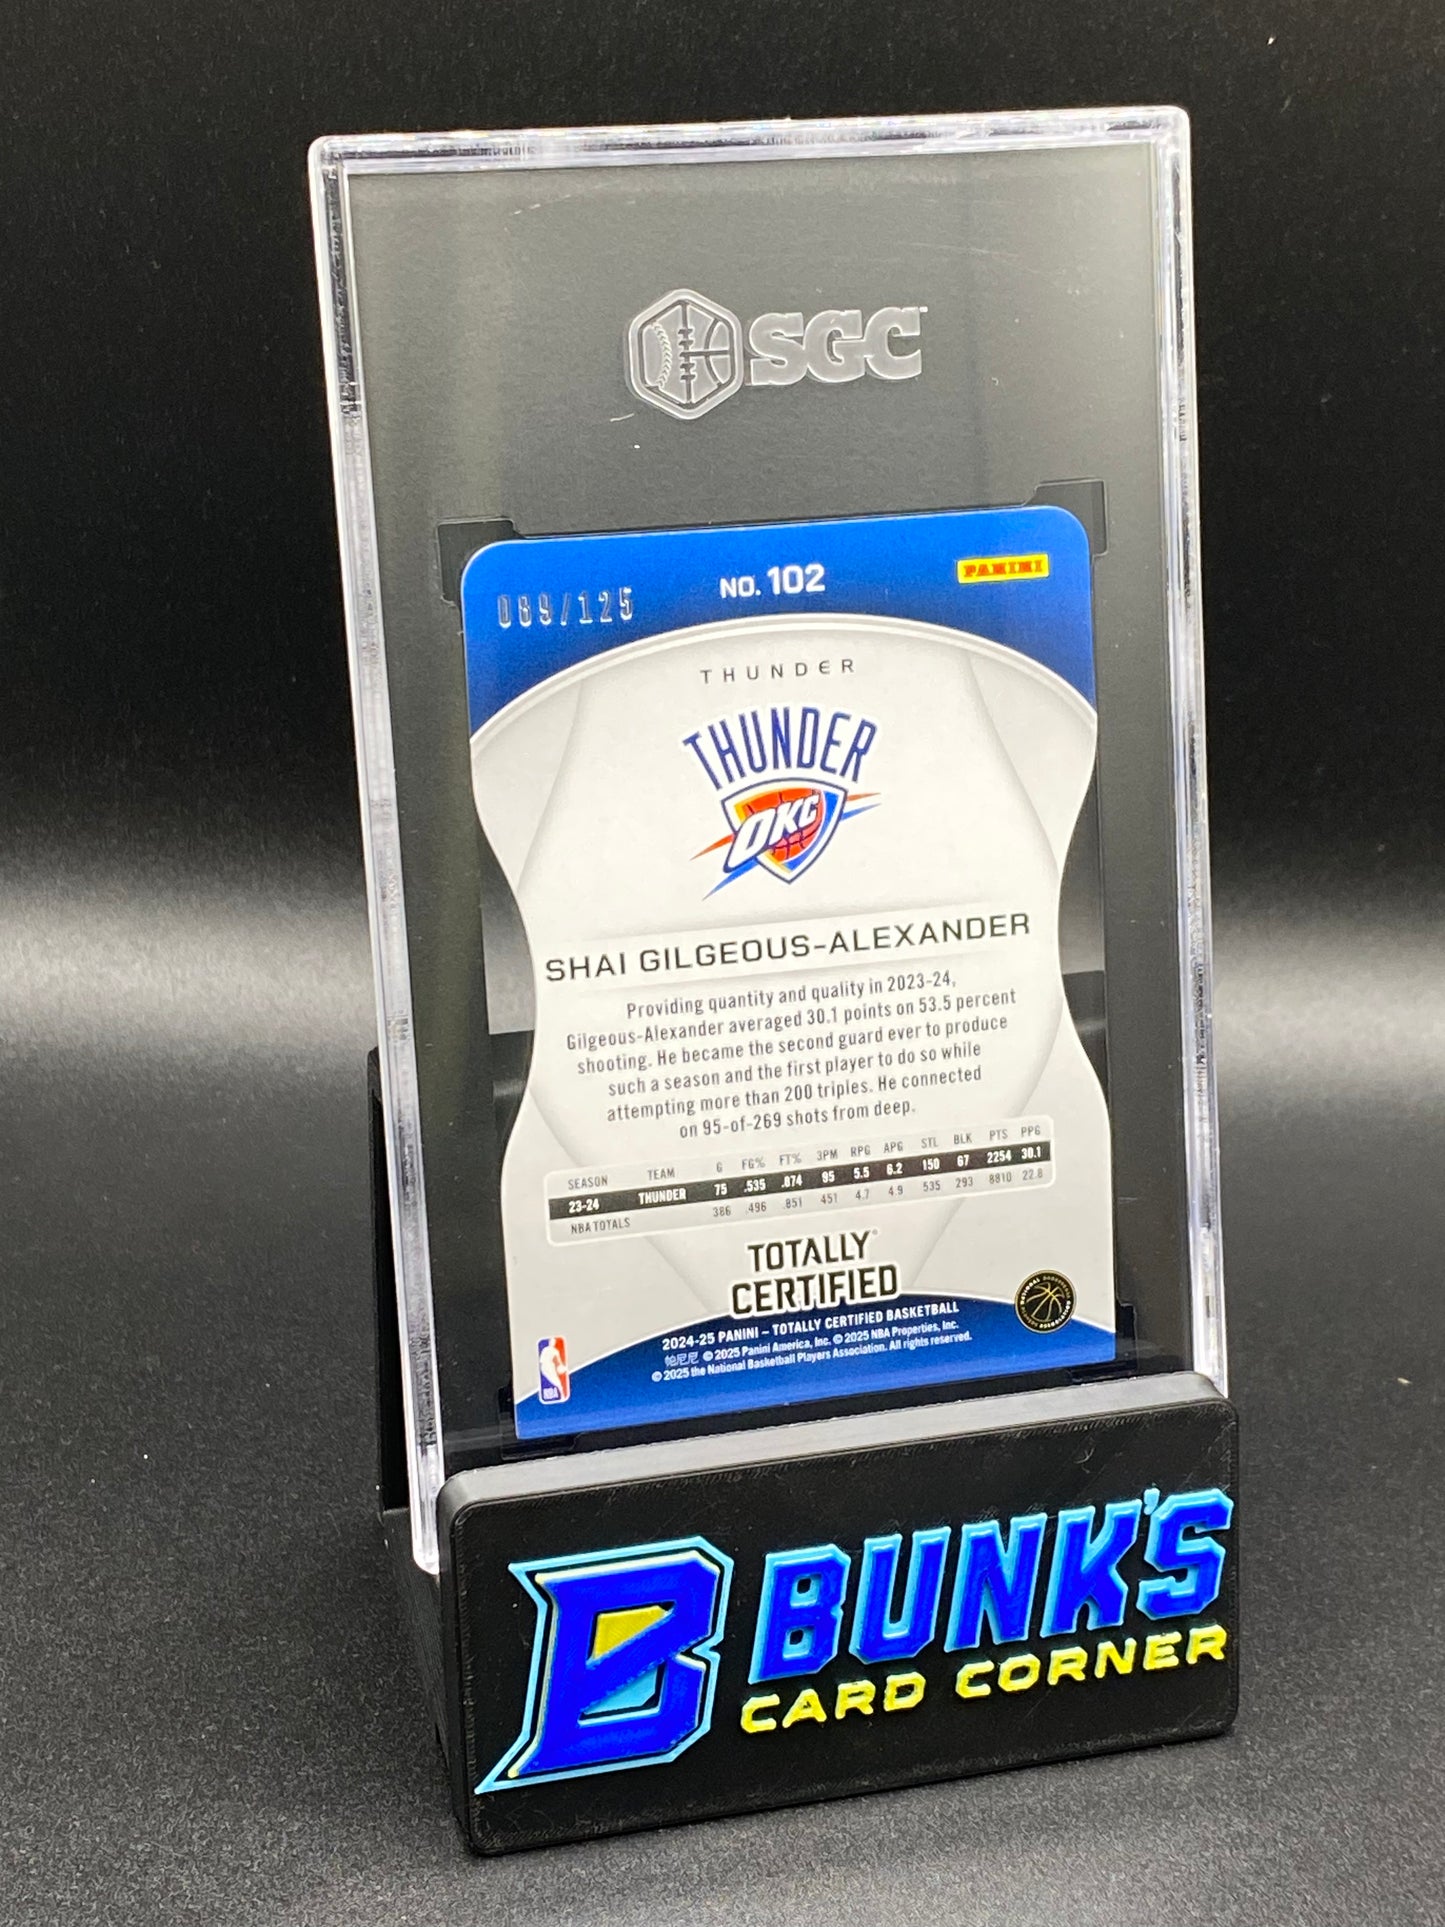 SGC
089/125
NO. 102
PANINI
THUNDER
THUNDER
OKC
SHAI GILGEOUS-ALEXANDER
Providing quantity and quality in 2023-24,
Gilgeous-Alexander averaged 30.1 points on 53.5 percent
shooting. He became the second guard ever to produce
such a season and the first player to do so while
attempting more than 200 triples. He connected
on 95-of-269 shots from deep.
SEASON TEAM G FG% FT% 3PM RPG APG STL BLK PTS PPG
23-24 THUNDER 75 .535 .874 95 5.5 6.2 150 67 2254 30.1
NBA TOTALS 386 .496 .851 451 4.7 4.9 535 293 8810 22.8
TOTALLY
CERTIFIED
2024-25 PANINI – TOTALLY CERTIFIED BASKETBALL
帕尼尼 © 2025 Panini America, Inc. © 2025 NBA Properties, Inc.
© 2025 the National Basketball Players Association. All rights reserved.
NBA
B BUNK'S
CARD CORNER